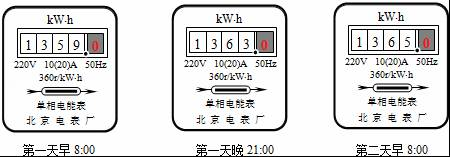 kW·h
1 3 5 9 0
220V 10(20)A 50Hz
360r/kW·h
单相电能表
北京电表厂
第一天早 8:00
kW·h
1 3 6 3 0
220V 10(20)A 50Hz
360r/kW·h
单相电能表
北京电表厂
第一天晚 21:00
kW·h
1 3 6 5 0
220V 10(20)A 50Hz
360r/kW·h
单相电能表
北京电表厂
第二天早 8:00